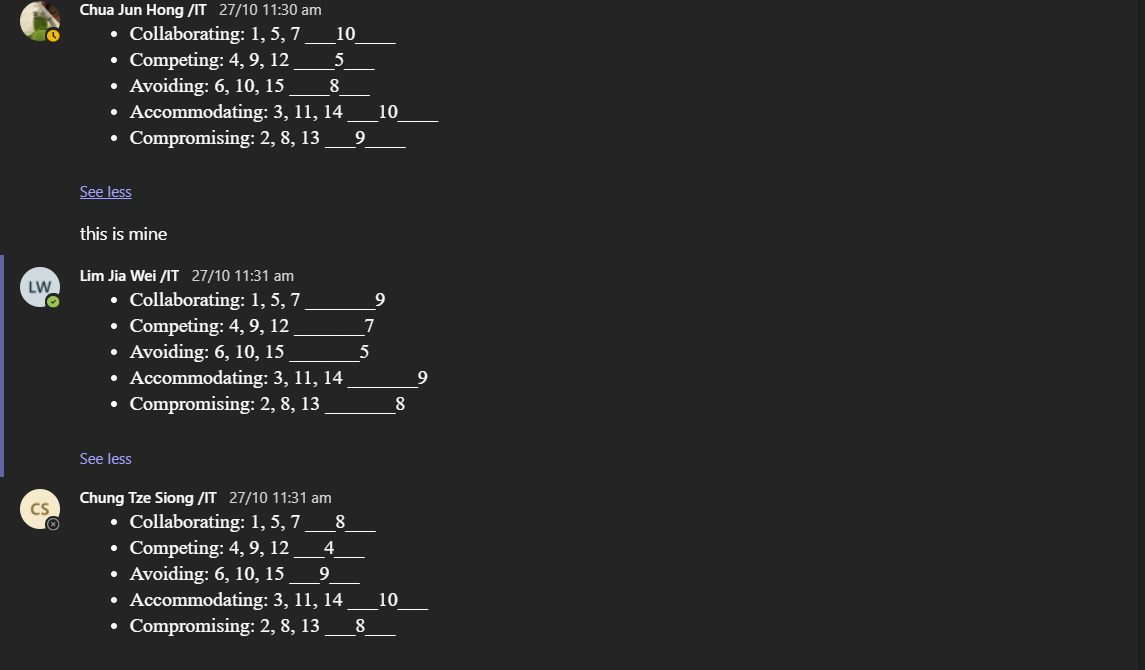 Chua Jun Hong /IT 27/10 11:30 am
• Collaborating: 1, 5, 7 ___10____
• Competing: 4, 9, 12 ____5___
• Avoiding: 6, 10, 15 ____8___
• Accommodating: 3, 11, 14 ___10____
• Compromising: 2, 8, 13 ___9____
See less
this is mine
LW Lim Jia Wei /IT 27/10 11:31 am
• Collaborating: 1, 5, 7 _______9
• Competing: 4, 9, 12 _______7
• Avoiding: 6, 10, 15 _______5
• Accommodating: 3, 11, 14 _______9
• Compromising: 2, 8, 13 _______8
See less
CS Chung Tze Siong /IT 27/10 11:31 am
• Collaborating: 1, 5, 7 ___8___
• Competing: 4, 9, 12 ___4___
• Avoiding: 6, 10, 15 ___9___
• Accommodating: 3, 11, 14 ___10___
• Compromising: 2, 8, 13 ___8___